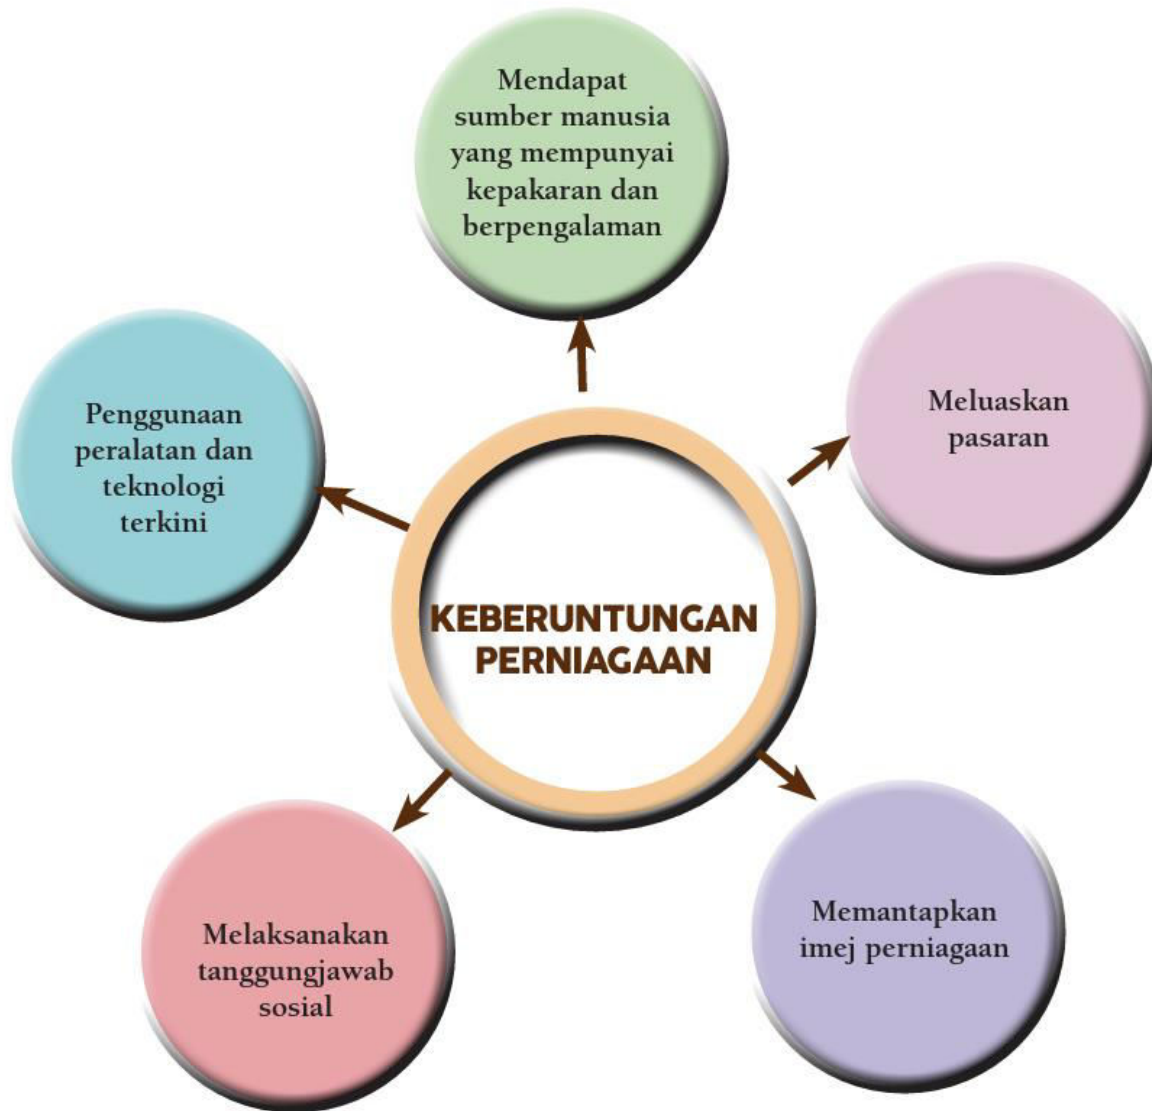 Mendapat
sumber manusia
yang mempunyai
kepakaran dan
berpengalaman
Meluaskan
pasaran
Penggunaan
peralatan dan
teknologi
terkini
KEBERUNTUNGAN
PERNIAGAAN
Melaksanakan
tanggungjawab
sosial
Memantapkan
imej perniagaan